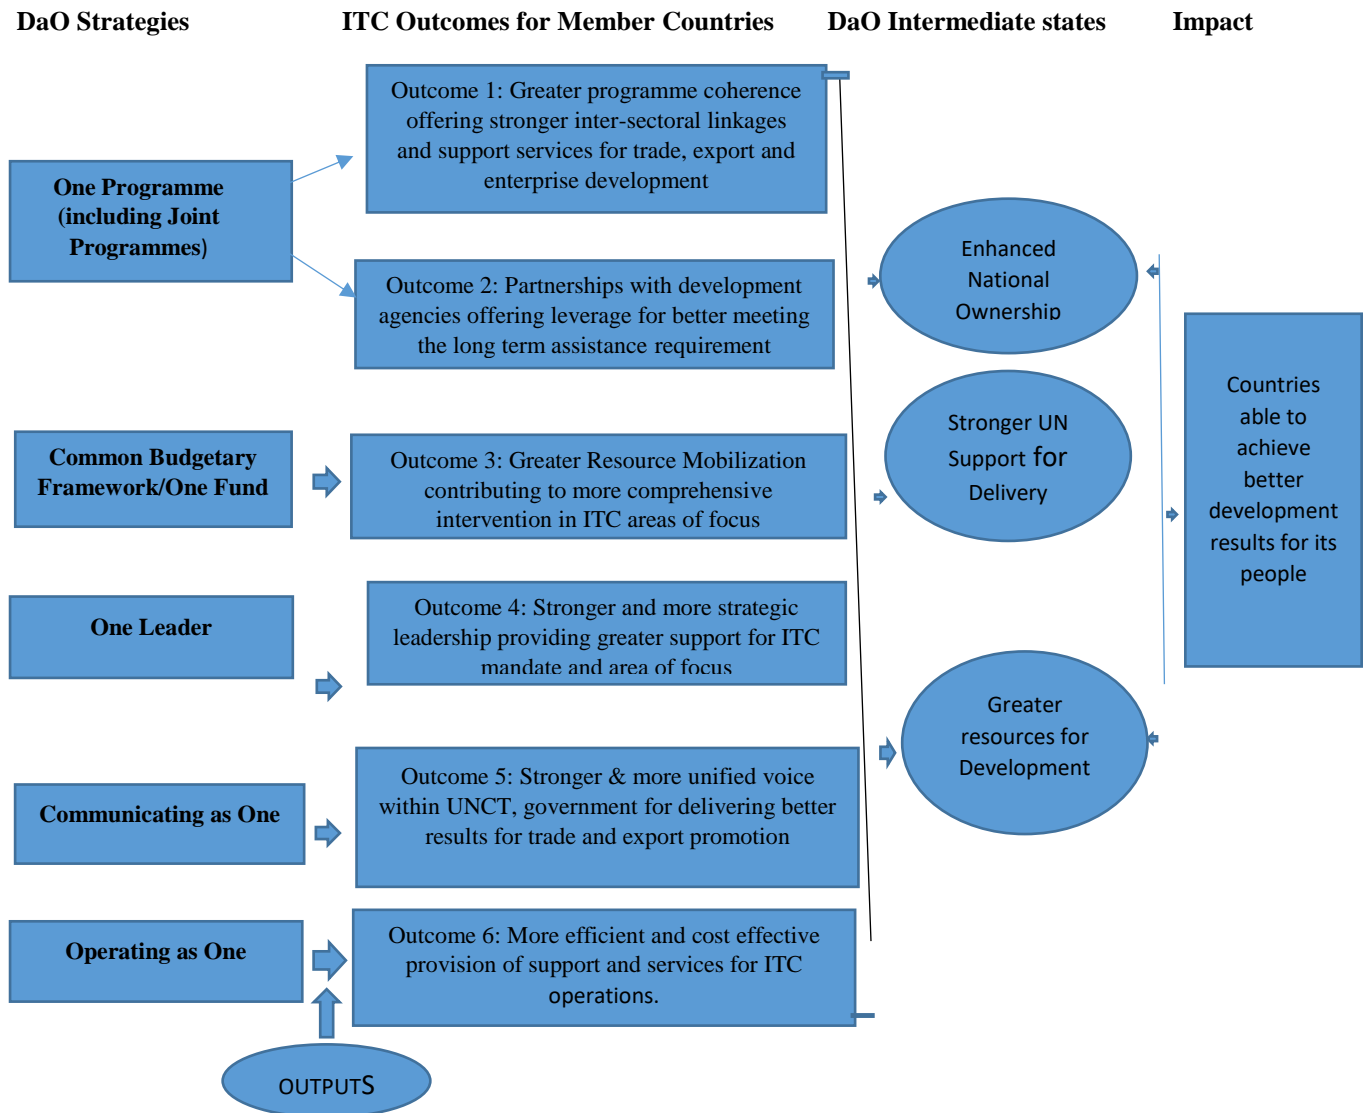 DaO Strategies
ITC Outcomes for Member Countries
DaO Intermediate states
Impact
One Programme
(including Joint
Programmes)
Outcome 1: Greater programme coherence
offering stronger inter-sectoral linkages
and support services for trade, export and
enterprise development
Outcome 2: Partnerships with development
agencies offering leverage for better meeting
the long term assistance requirement
Common Budgetary
Framework/One Fund
Outcome 3: Greater Resource Mobilization
contributing to more comprehensive
intervention in ITC areas of focus
One Leader
Outcome 4: Stronger and more strategic
leadership providing greater support for ITC
mandate and area of focus
Communicating as One
Outcome 5: Stronger & more unified voice
within UNCT, government for delivering better
results for trade and export promotion
Operating as One
Outcome 6: More efficient and cost effective
provision of support and services for ITC
operations.
OUTPUTS
Enhanced
National
Ownership
Stronger UN
Support for
Delivery
Greater
resources for
Development
Countries
able to
achieve
better
development
results for its
people